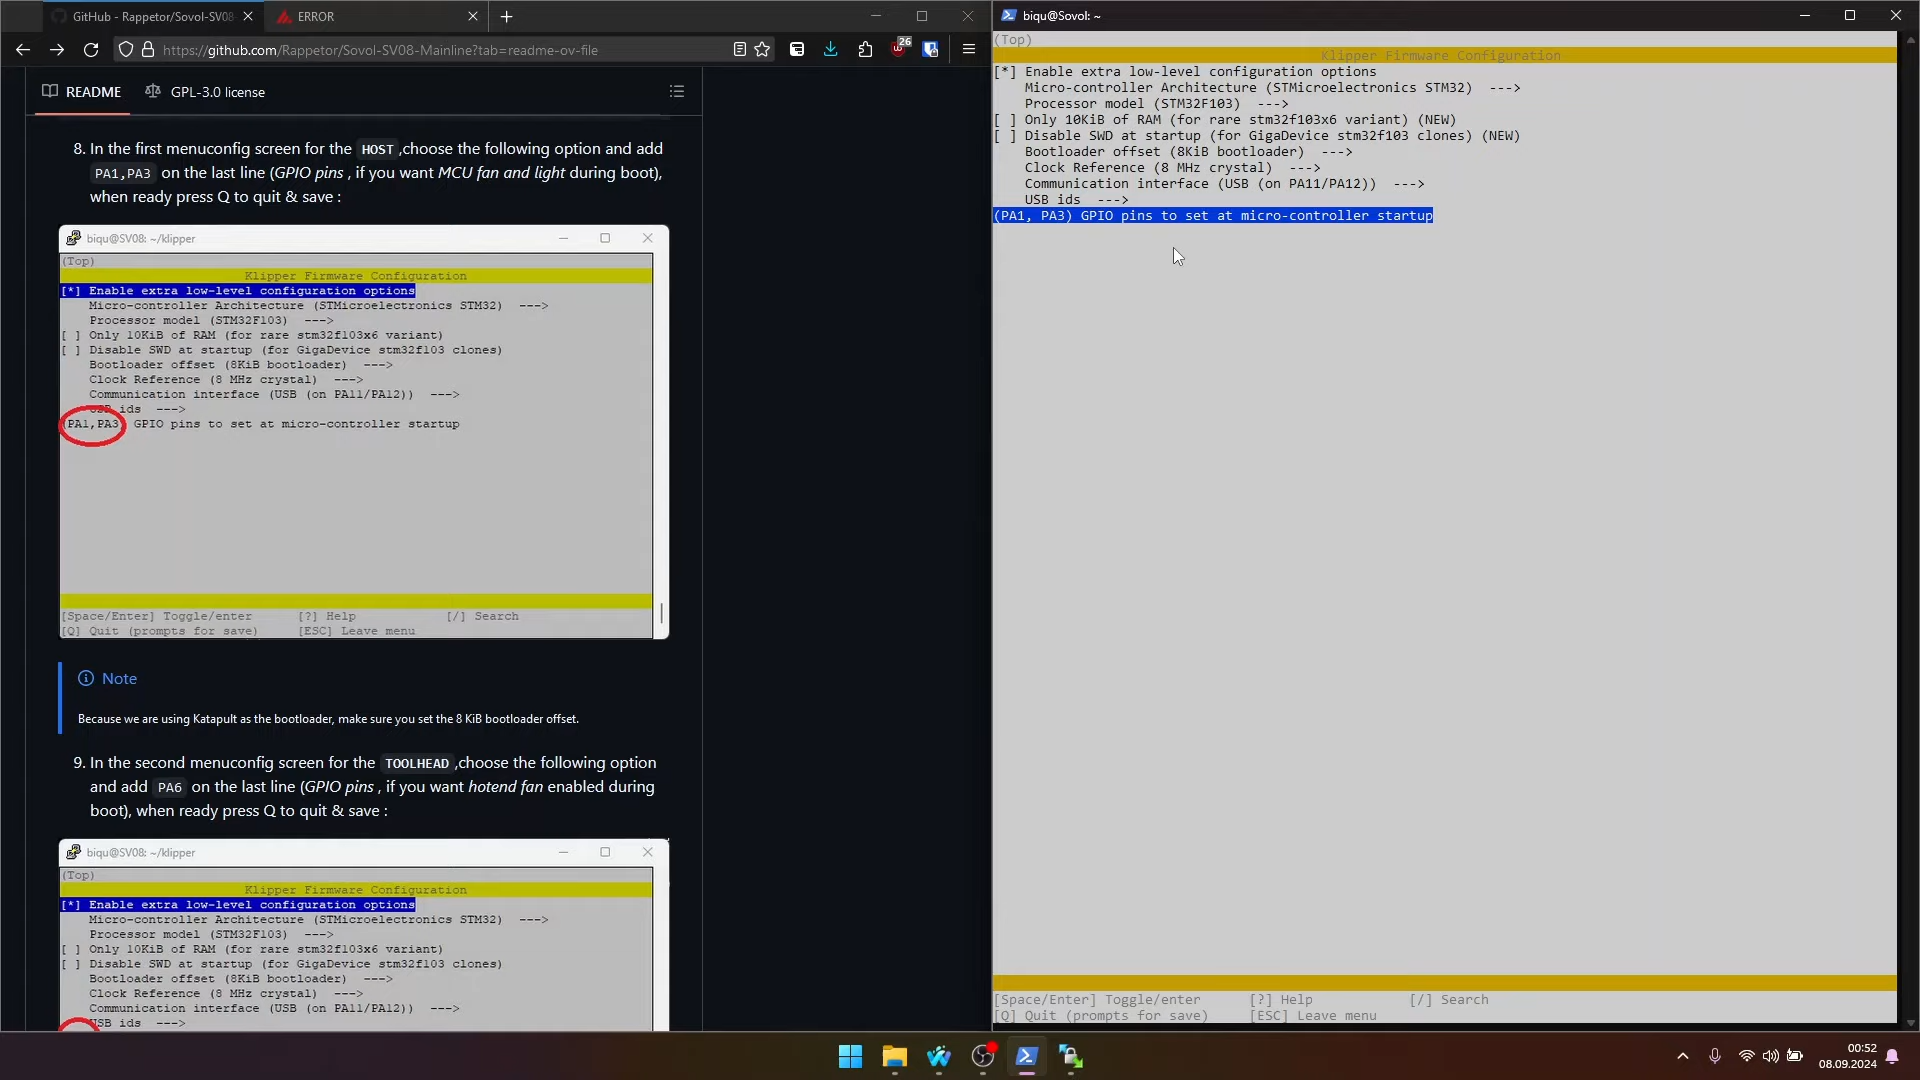 GitHub - Rappetor/Sovol-SV08
ERROR
https://github.com/Rappetor/Sovol-SV08-Mainline?tab=readme-ov-file
26
README
GPL-3.0 license
8. In the first menuconfig screen for the HOST ,choose the following option and add
PA1,PA3 on the last line (GPIO pins , if you want MCU fan and light during boot),
when ready press Q to quit & save :
biqu@SV08: ~/klipper
(Top)
Klipper Firmware Configuration
[*] Enable extra low-level configuration options
Micro-controller Architecture (STMicroelectronics STM32) --->
Processor model (STM32F103) --->
[ ] Only 10KiB of RAM (for rare stm32f103x6 variant)
[ ] Disable SWD at startup (for GigaDevice stm32f103 clones)
Bootloader offset (8KiB bootloader) --->
Clock Reference (8 MHz crystal) --->
Communication interface (USB (on PA11/PA12)) --->
USB ids --->
(PA1,PA3) GPIO pins to set at micro-controller startup
[Space/Enter] Toggle/enter [?] Help [/] Search
[Q] Quit (prompts for save) [ESC] Leave menu
Note
Because we are using Katapult as the bootloader, make sure you set the 8 KiB bootloader offset.
9. In the second menuconfig screen for the TOOLHEAD ,choose the following option
and add PA6 on the last line (GPIO pins , if you want hotend fan enabled during
boot), when ready press Q to quit & save :
biqu@SV08: ~/klipper
(Top)
Klipper Firmware Configuration
[*] Enable extra low-level configuration options
Micro-controller Architecture (STMicroelectronics STM32) --->
Processor model (STM32F103) --->
[ ] Only 10KiB of RAM (for rare stm32f103x6 variant)
[ ] Disable SWD at startup (for GigaDevice stm32f103 clones)
Bootloader offset (8KiB bootloader) --->
Clock Reference (8 MHz crystal) --->
Communication interface (USB (on PA11/PA12)) --->
USB ids --->
biqu@Sovol: ~
(Top)
Klipper Firmware Configuration
[*] Enable extra low-level configuration options
Micro-controller Architecture (STMicroelectronics STM32) --->
Processor model (STM32F103) --->
[ ] Only 10KiB of RAM (for rare stm32f103x6 variant) (NEW)
[ ] Disable SWD at startup (for GigaDevice stm32f103 clones) (NEW)
Bootloader offset (8KiB bootloader) --->
Clock Reference (8 MHz crystal) --->
Communication interface (USB (on PA11/PA12)) --->
USB ids --->
(PA1, PA3) GPIO pins to set at micro-controller startup
[Space/Enter] Toggle/enter [?] Help [/] Search
[Q] Quit (prompts for save) [ESC] Leave menu
00:52
08.09.2024